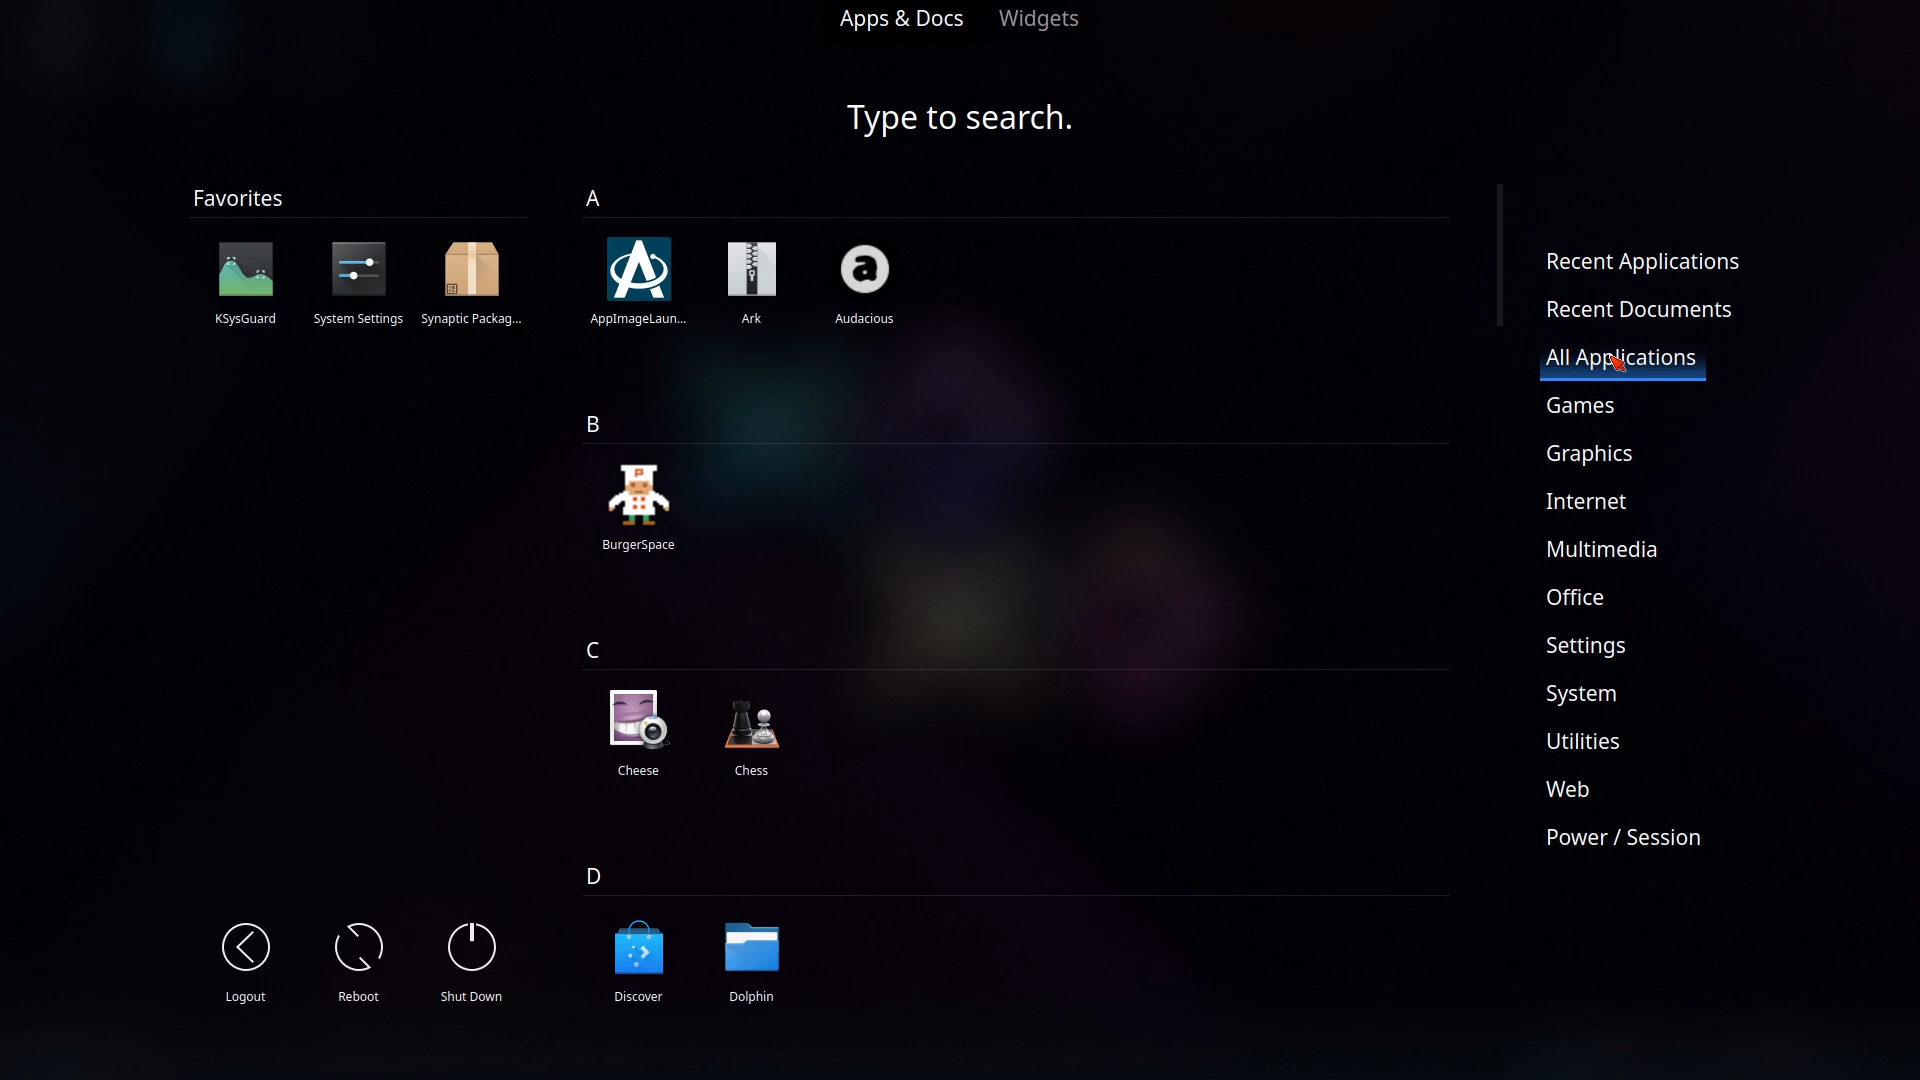 Apps & Docs
Widgets
Type to search.
Favorites
KSysGuard
System Settings
Synaptic Packag...
A
AppImageLaun...
Ark
Audacious
B
BurgerSpace
C
Cheese
Chess
D
Discover
Dolphin
Logout
Reboot
Shut Down
Recent Applications
Recent Documents
All Applications
Games
Graphics
Internet
Multimedia
Office
Settings
System
Utilities
Web
Power / Session